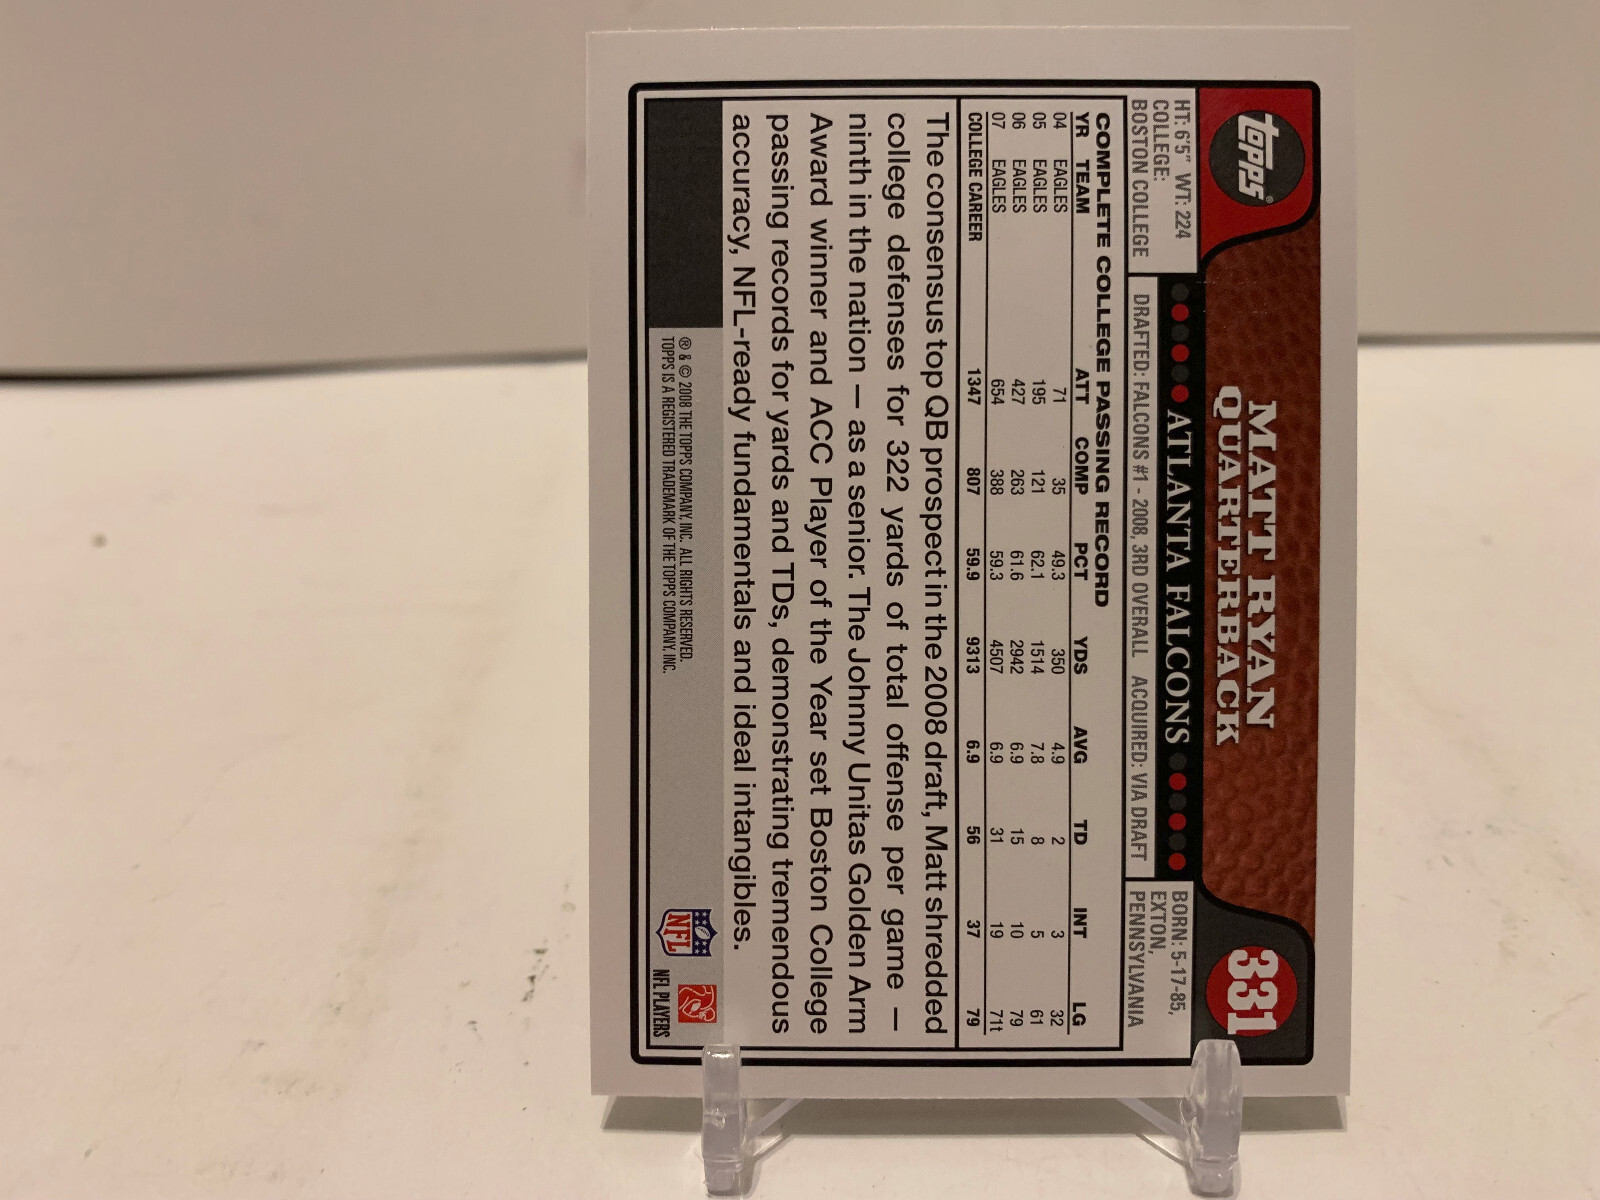 Topps®
MATT RYAN
QUARTERBACK
331
ATLANTA FALCONS
HT: 6'5" WT: 224
COLLEGE:
BOSTON COLLEGE
DRAFTED: FALCONS #1 - 2008, 3RD OVERALL ACQUIRED: VIA DRAFT
BORN: 5-17-85,
EXTON,
PENNSYLVANIA
COMPLETE COLLEGE PASSING RECORD
YR TEAM ATT COMP PCT YDS AVG TD INT LG
04 EAGLES 71 35 49.3 350 4.9 2 3 32
05 EAGLES 195 121 62.1 1514 7.8 8 5 61
06 EAGLES 427 263 61.6 2942 6.9 15 10 79
07 EAGLES 654 388 59.3 4507 6.9 31 19 71t
COLLEGE CAREER 1347 807 59.9 9313 6.9 56 37 79
The consensus top QB prospect in the 2008 draft, Matt shredded
college defenses for 322 yards of total offense per game —
ninth in the nation — as a senior. The Johnny Unitas Golden Arm
Award winner and ACC Player of the Year set Boston College
passing records for yards and TDs, demonstrating tremendous
accuracy, NFL-ready fundamentals and ideal intangibles.
® & © 2008 THE TOPPS COMPANY, INC. ALL RIGHTS RESERVED.
TOPPS IS A REGISTERED TRADEMARK OF THE TOPPS COMPANY, INC.
NFL
NFL PLAYERS